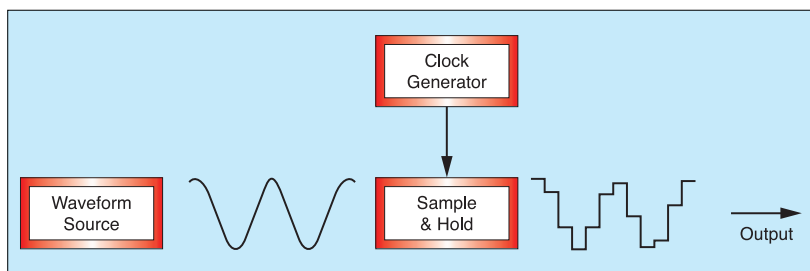 Clock
Generator
Waveform
Source
Sample
& Hold
Output